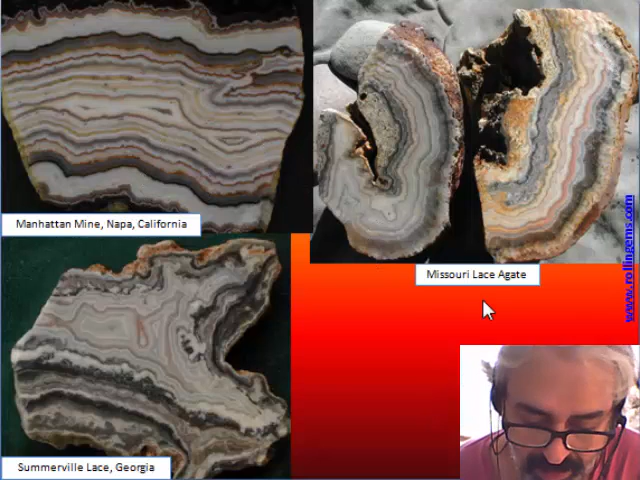 Manhattan Mine, Napa, California
Missouri Lace Agate
www.rollingems.com
Summerville Lace, Georgia